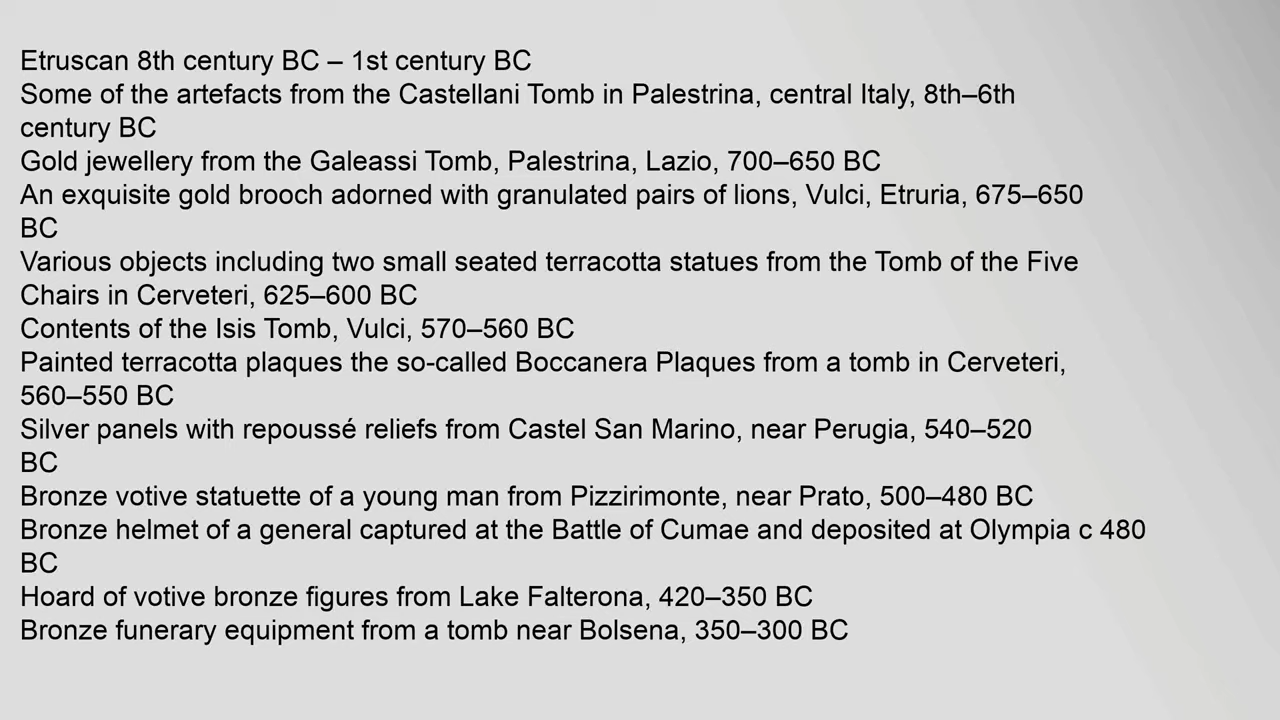 Etruscan 8th century BC – 1st century BC
Some of the artefacts from the Castellani Tomb in Palestrina, central Italy, 8th–6th
century BC
Gold jewellery from the Galeassi Tomb, Palestrina, Lazio, 700–650 BC
An exquisite gold brooch adorned with granulated pairs of lions, Vulci, Etruria, 675–650
BC
Various objects including two small seated terracotta statues from the Tomb of the Five
Chairs in Cerveteri, 625–600 BC
Contents of the Isis Tomb, Vulci, 570–560 BC
Painted terracotta plaques the so-called Boccanera Plaques from a tomb in Cerveteri,
560–550 BC
Silver panels with repoussé reliefs from Castel San Marino, near Perugia, 540–520
BC
Bronze votive statuette of a young man from Pizzirimonte, near Prato, 500–480 BC
Bronze helmet of a general captured at the Battle of Cumae and deposited at Olympia c 480
BC
Hoard of votive bronze figures from Lake Falterona, 420–350 BC
Bronze funerary equipment from a tomb near Bolsena, 350–300 BC